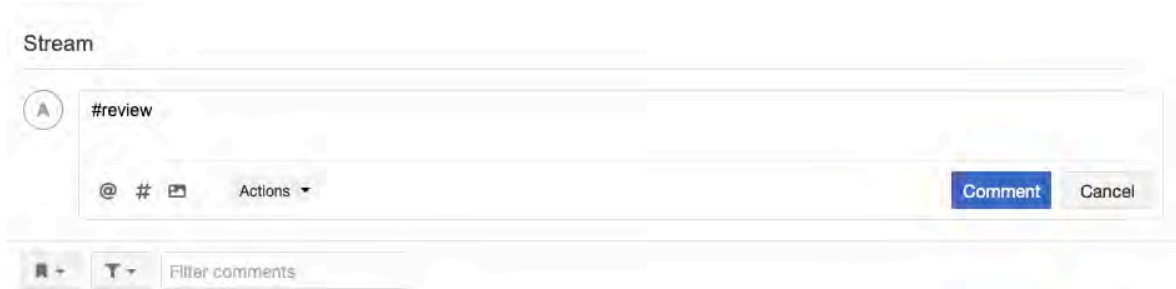 Stream
A
#review
@ # Actions Comment Cancel
Filter comments